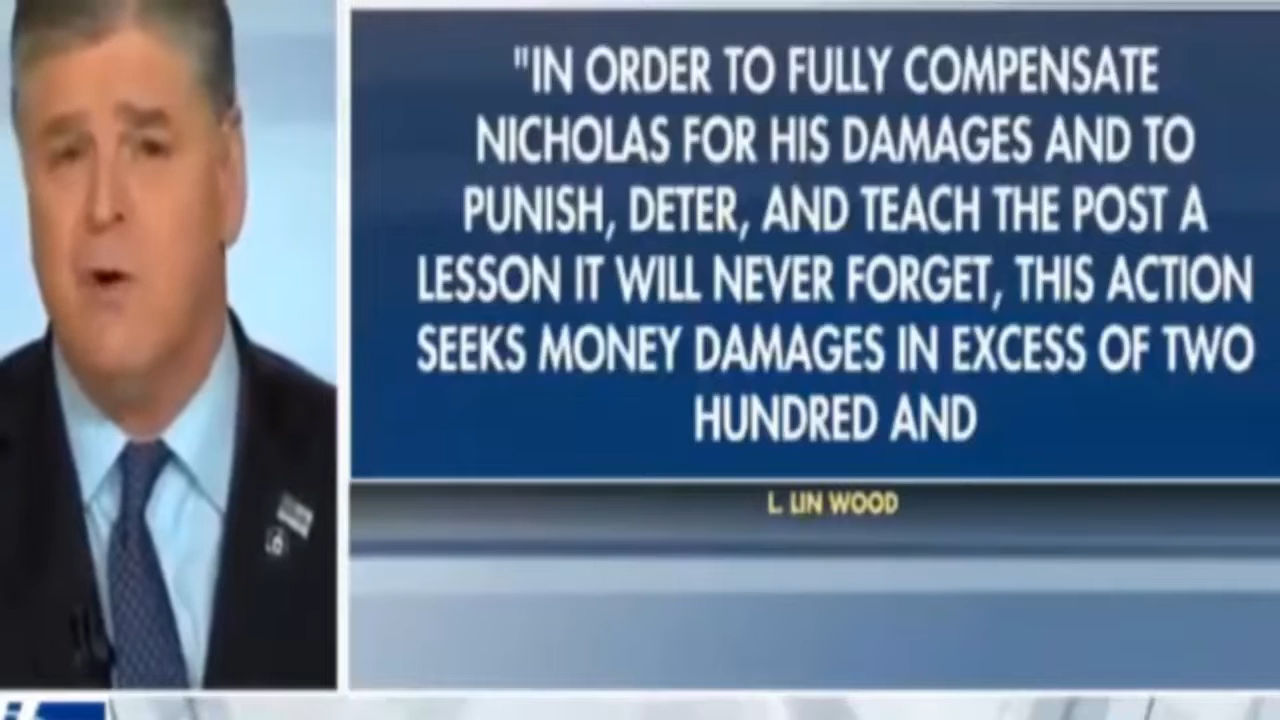 "IN ORDER TO FULLY COMPENSATE
NICHOLAS FOR HIS DAMAGES AND TO
PUNISH, DETER, AND TEACH THE POST A
LESSON IT WILL NEVER FORGET, THIS ACTION
SEEKS MONEY DAMAGES IN EXCESS OF TWO
HUNDRED AND
L. LIN WOOD